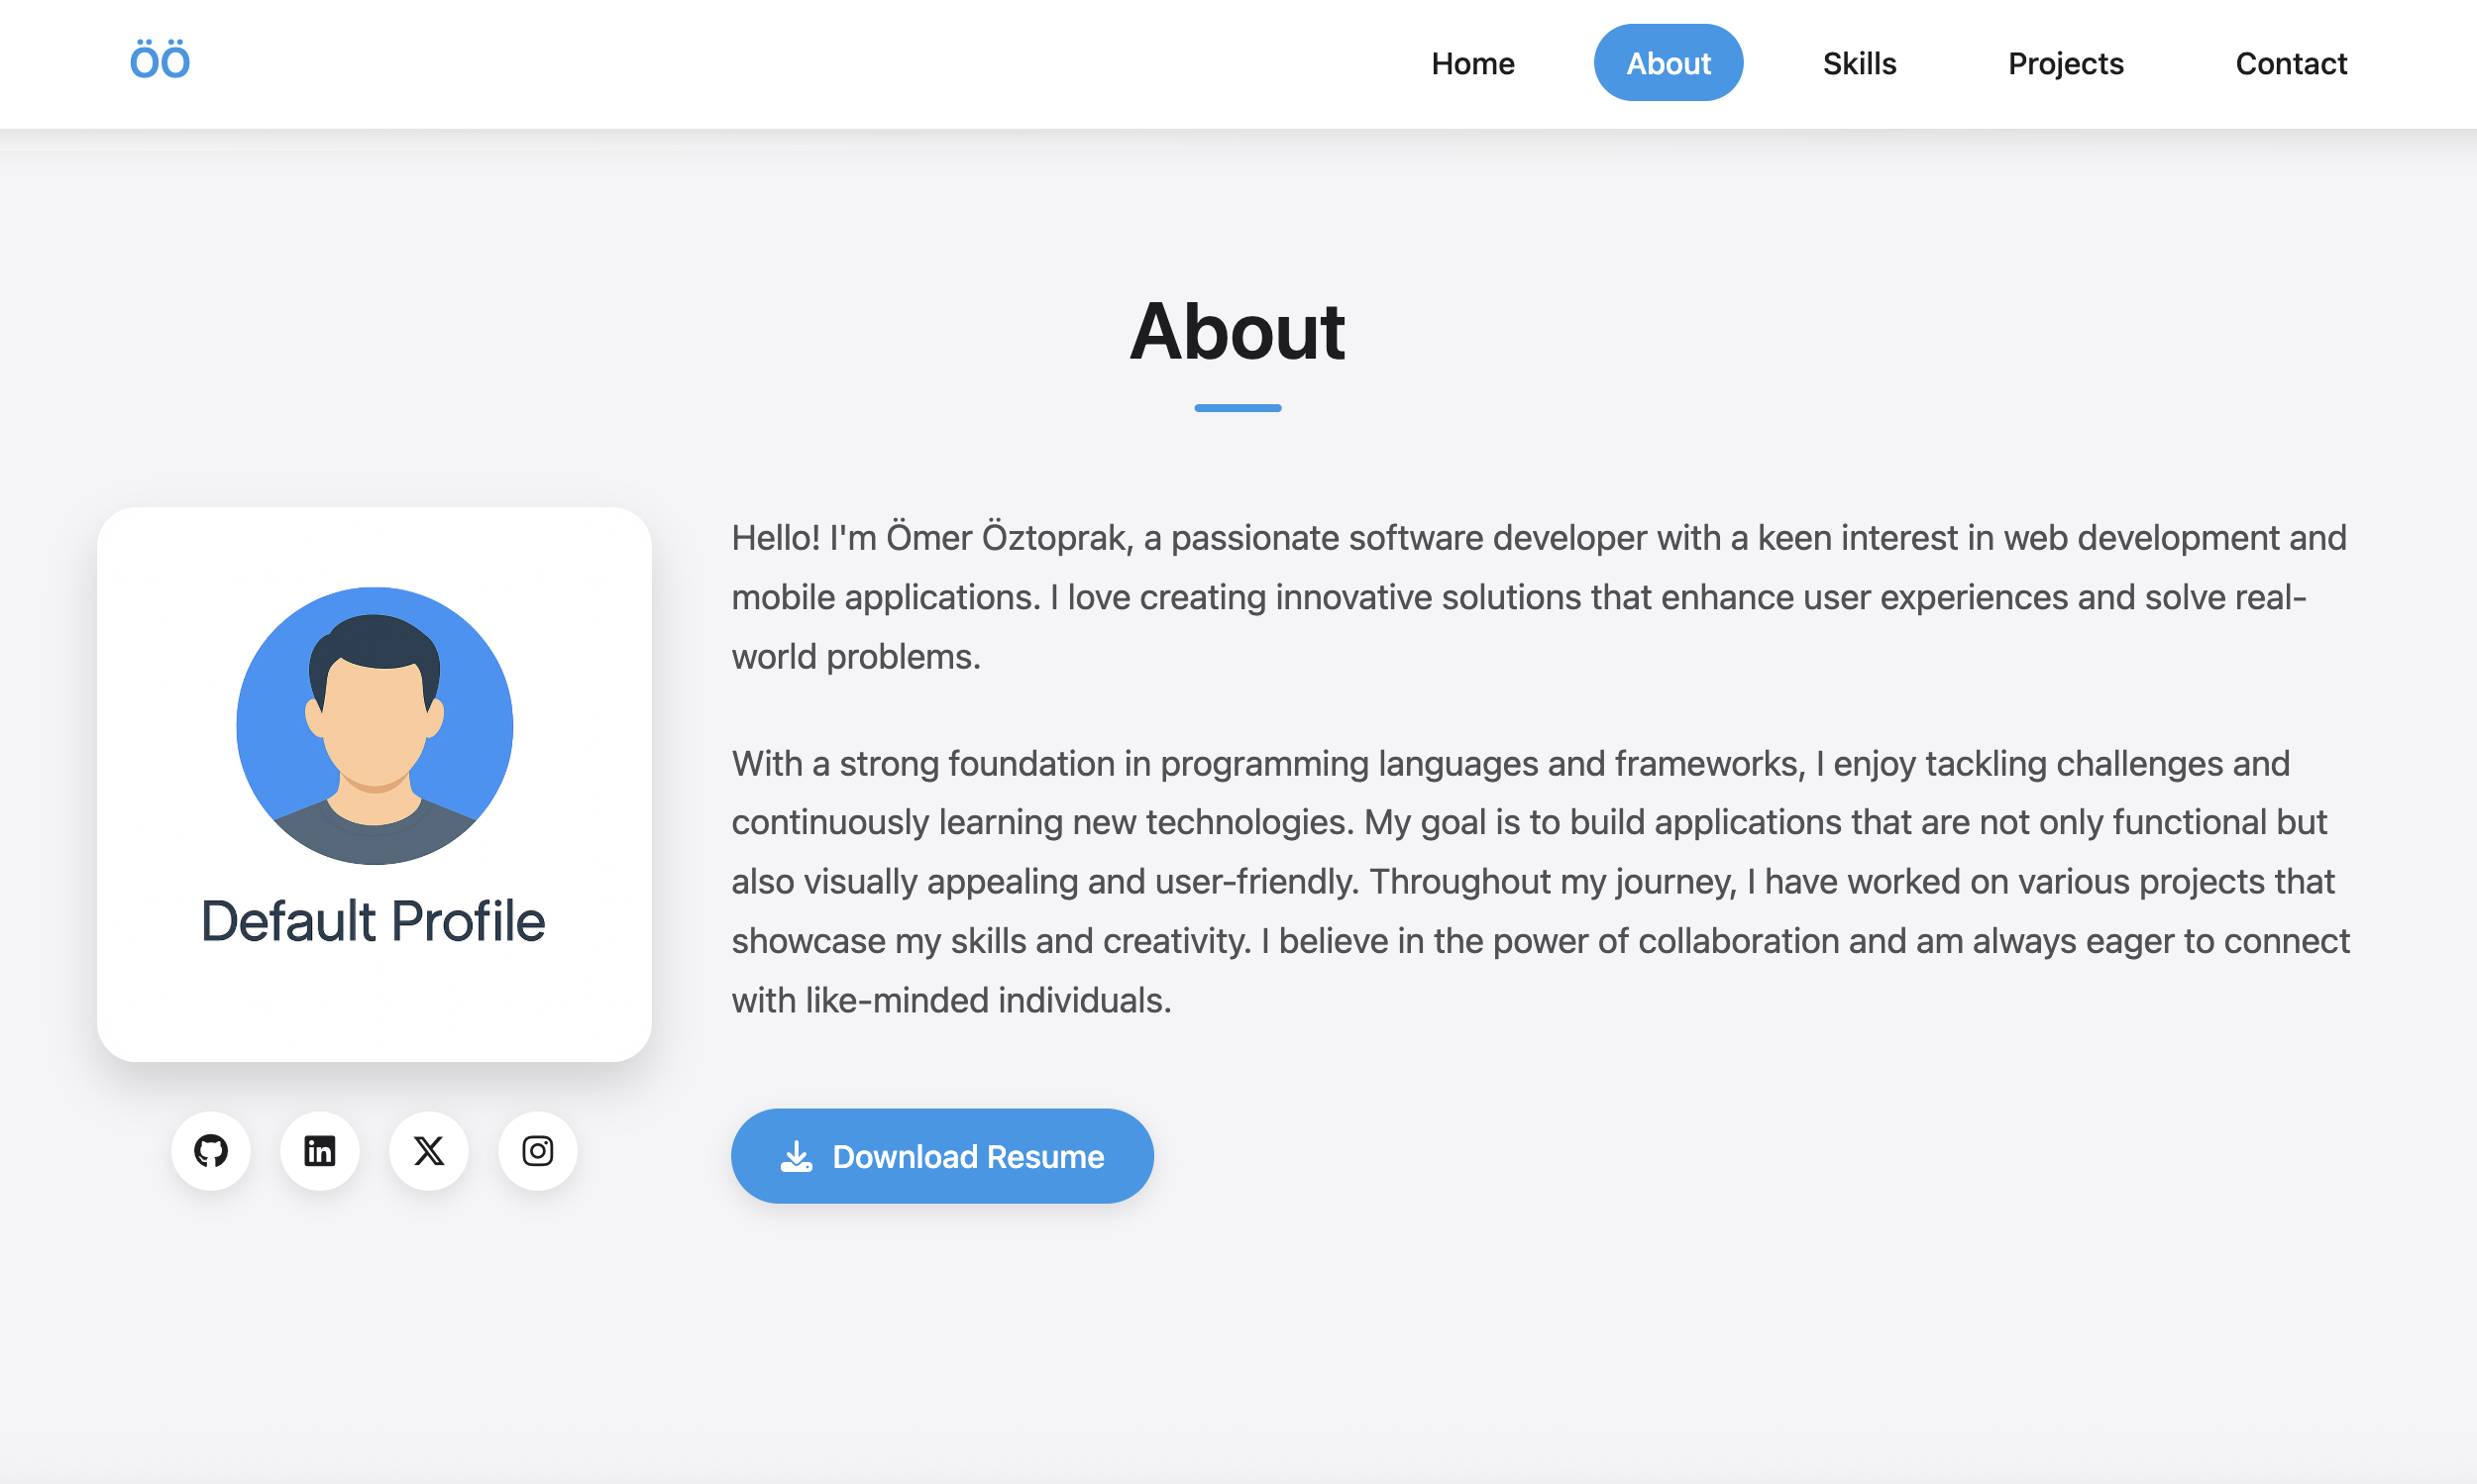 ÖÖ
Home About Skills Projects Contact
About
Hello! I'm Ömer Öztoprak, a passionate software developer with a keen interest in web development and
mobile applications. I love creating innovative solutions that enhance user experiences and solve real-
world problems.
With a strong foundation in programming languages and frameworks, I enjoy tackling challenges and
continuously learning new technologies. My goal is to build applications that are not only functional but
also visually appealing and user-friendly. Throughout my journey, I have worked on various projects that
showcase my skills and creativity. I believe in the power of collaboration and am always eager to connect
with like-minded individuals.
Default Profile
Download Resume